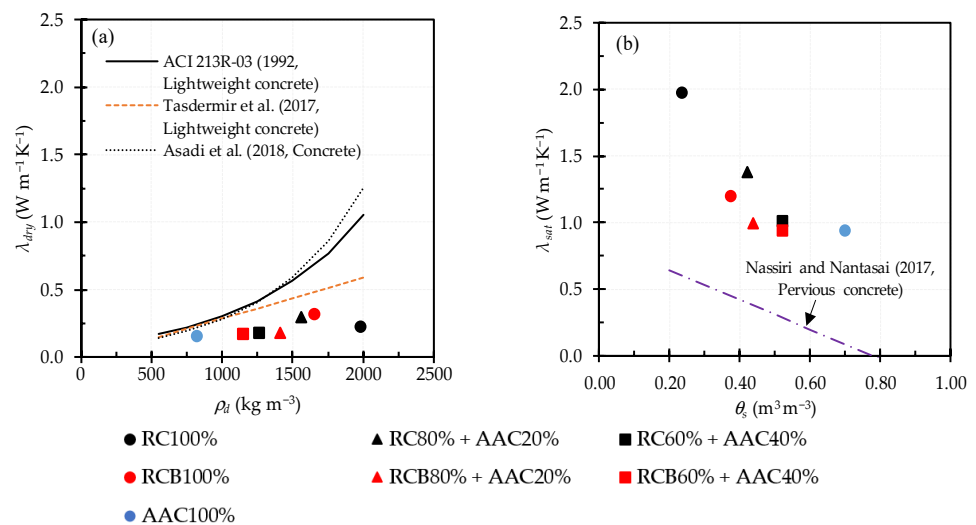 (a)
ACI 213R-03 (1992,
Lightweight concrete)
Tasdermir et al. (2017,
Lightweight concrete)
Asadi et al. (2018, Concrete)
2.5
2.0
1.5
1.0
0.5
0.0
λdry (W m−1 K−1)
0
500
1000
1500
2000
2500
ρd (kg m−3)
(b)
2.5
2.0
1.5
1.0
0.5
0.0
λsat (W m−1 K−1)
Nassiri and Nantasai (2017,
Pervious concrete)
0.00
0.20
0.40
0.60
0.80
1.00
θs (m3 m−3)
RC100%
RC80% + AAC20%
RC60% + AAC40%
RCB100%
RCB80% + AAC20%
RCB60% + AAC40%
AAC100%